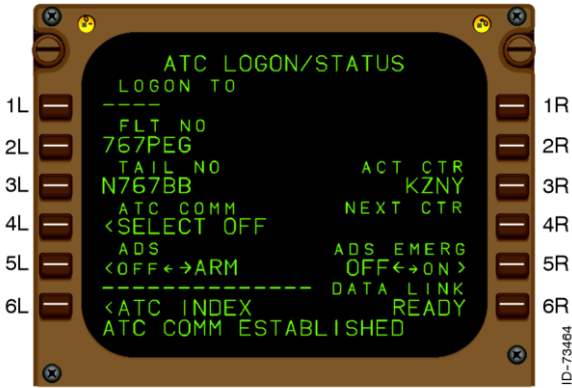 ATC LOGON/STATUS
LOGON TO
1L ---- 1R
FLT NO
2L 767PEG 2R
TAIL NO ACT CTR
3L N767BB KZNY 3R
ATC COMM NEXT CTR
4L <SELECT OFF 4R
ADS ADS EMERG
5L <OFF←→ARM OFF←→ON> 5R
--------------- DATA LINK
6L <ATC INDEX READY 6R
ATC COMM ESTABLISHED
ID-73464